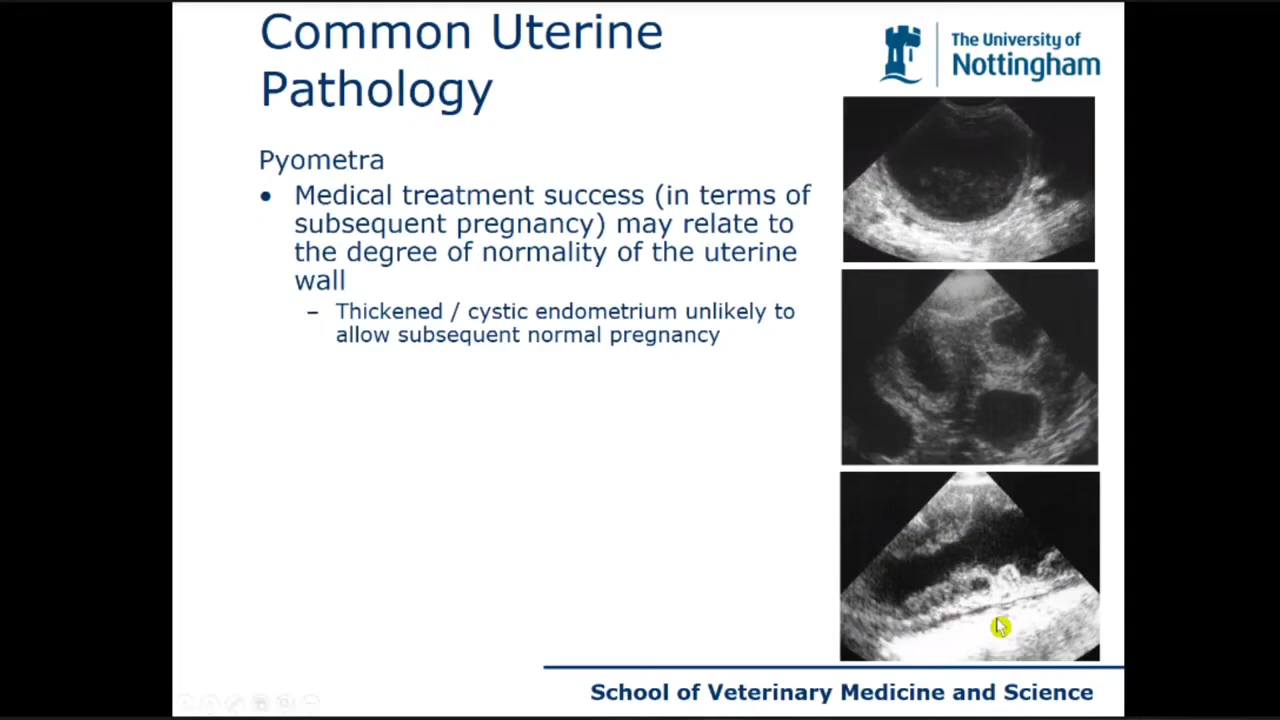 Common Uterine
Pathology
The University of
Nottingham
Pyometra
• Medical treatment success (in terms of
subsequent pregnancy) may relate to
the degree of normality of the uterine
wall
– Thickened / cystic endometrium unlikely to
allow subsequent normal pregnancy
School of Veterinary Medicine and Science